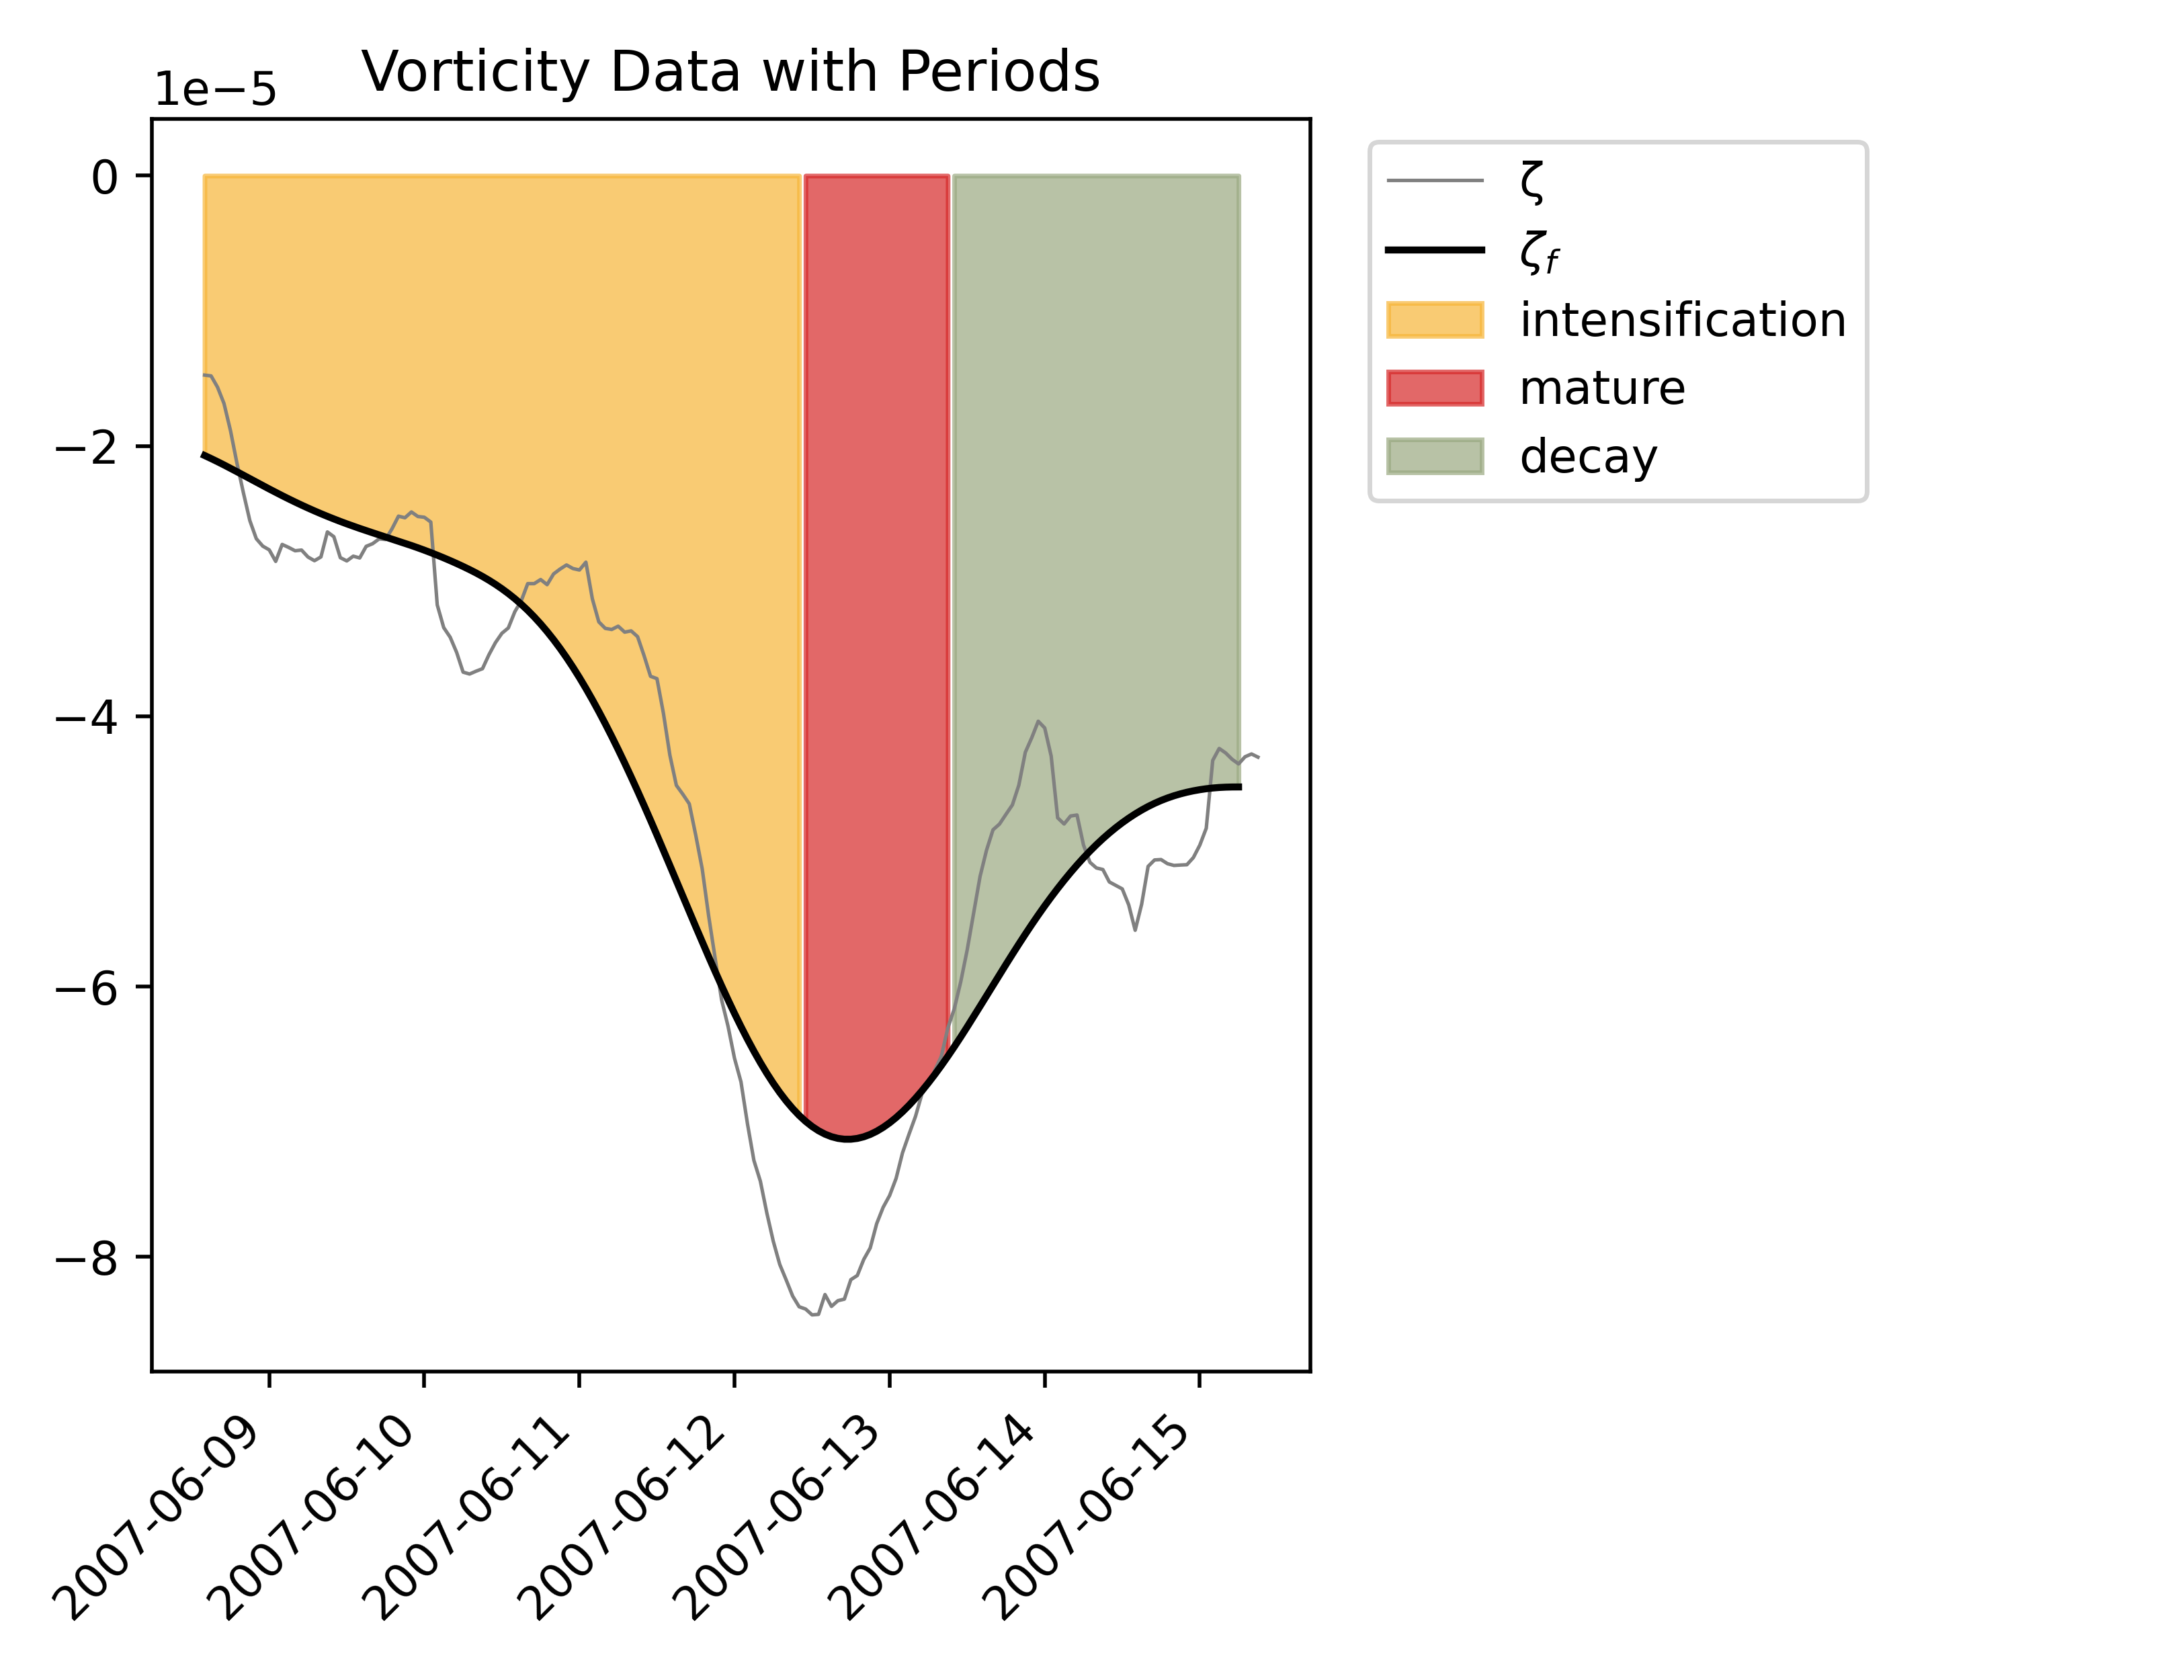 Vorticity Data with Periods
1e−5
0
−2
−4
−6
−8
2007-06-09
2007-06-10
2007-06-11
2007-06-12
2007-06-13
2007-06-14
2007-06-15
ζ
ζf
intensification
mature
decay